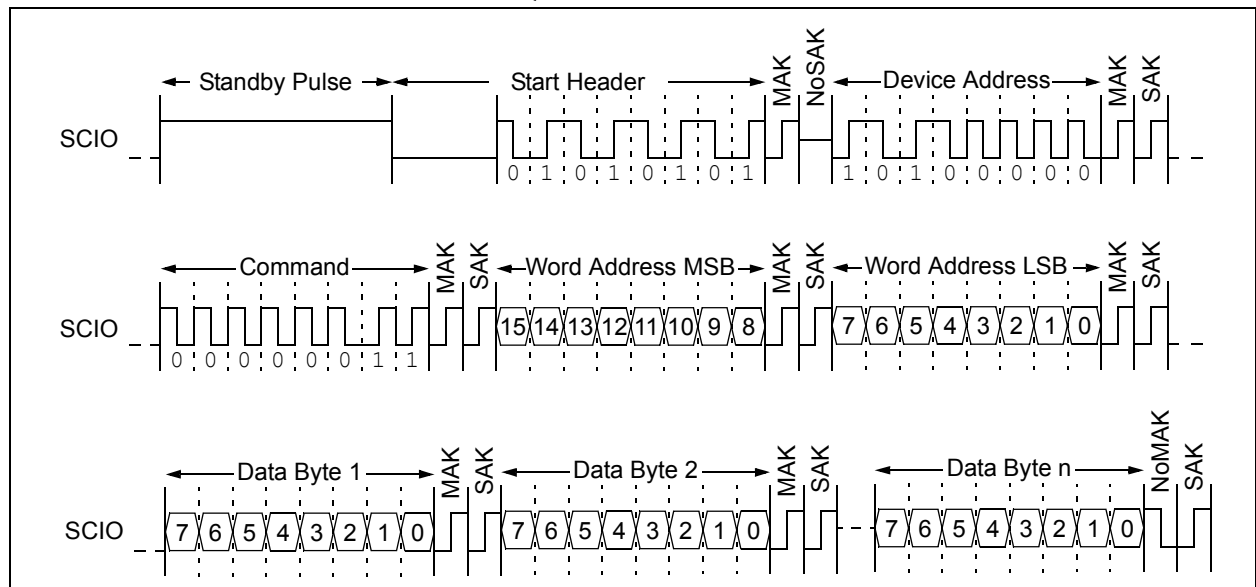 Standby Pulse Start Header MAK NoSAK Device Address MAK SAK
SCIO
0 1 0 1 0 1 0 1 1 0 1 0 0 0 0 0
Command MAK SAK Word Address MSB MAK SAK Word Address LSB MAK SAK
SCIO 15 14 13 12 11 10 9 8 7 6 5 4 3 2 1 0
0 0 0 0 0 0 1 1
Data Byte 1 MAK SAK Data Byte 2 MAK SAK Data Byte n NoMAK SAK
SCIO 7 6 5 4 3 2 1 0 7 6 5 4 3 2 1 0 7 6 5 4 3 2 1 0